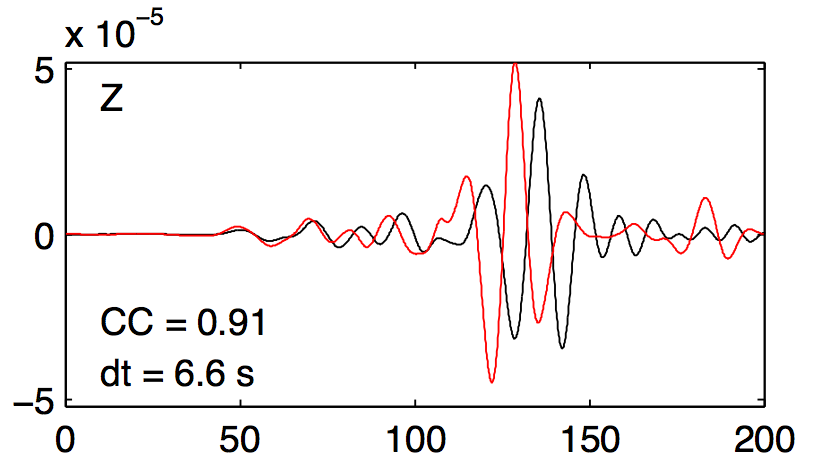 x 10⁻⁵
5
Z
0
CC = 0.91
dt = 6.6 s
−5
0 50 100 150 200